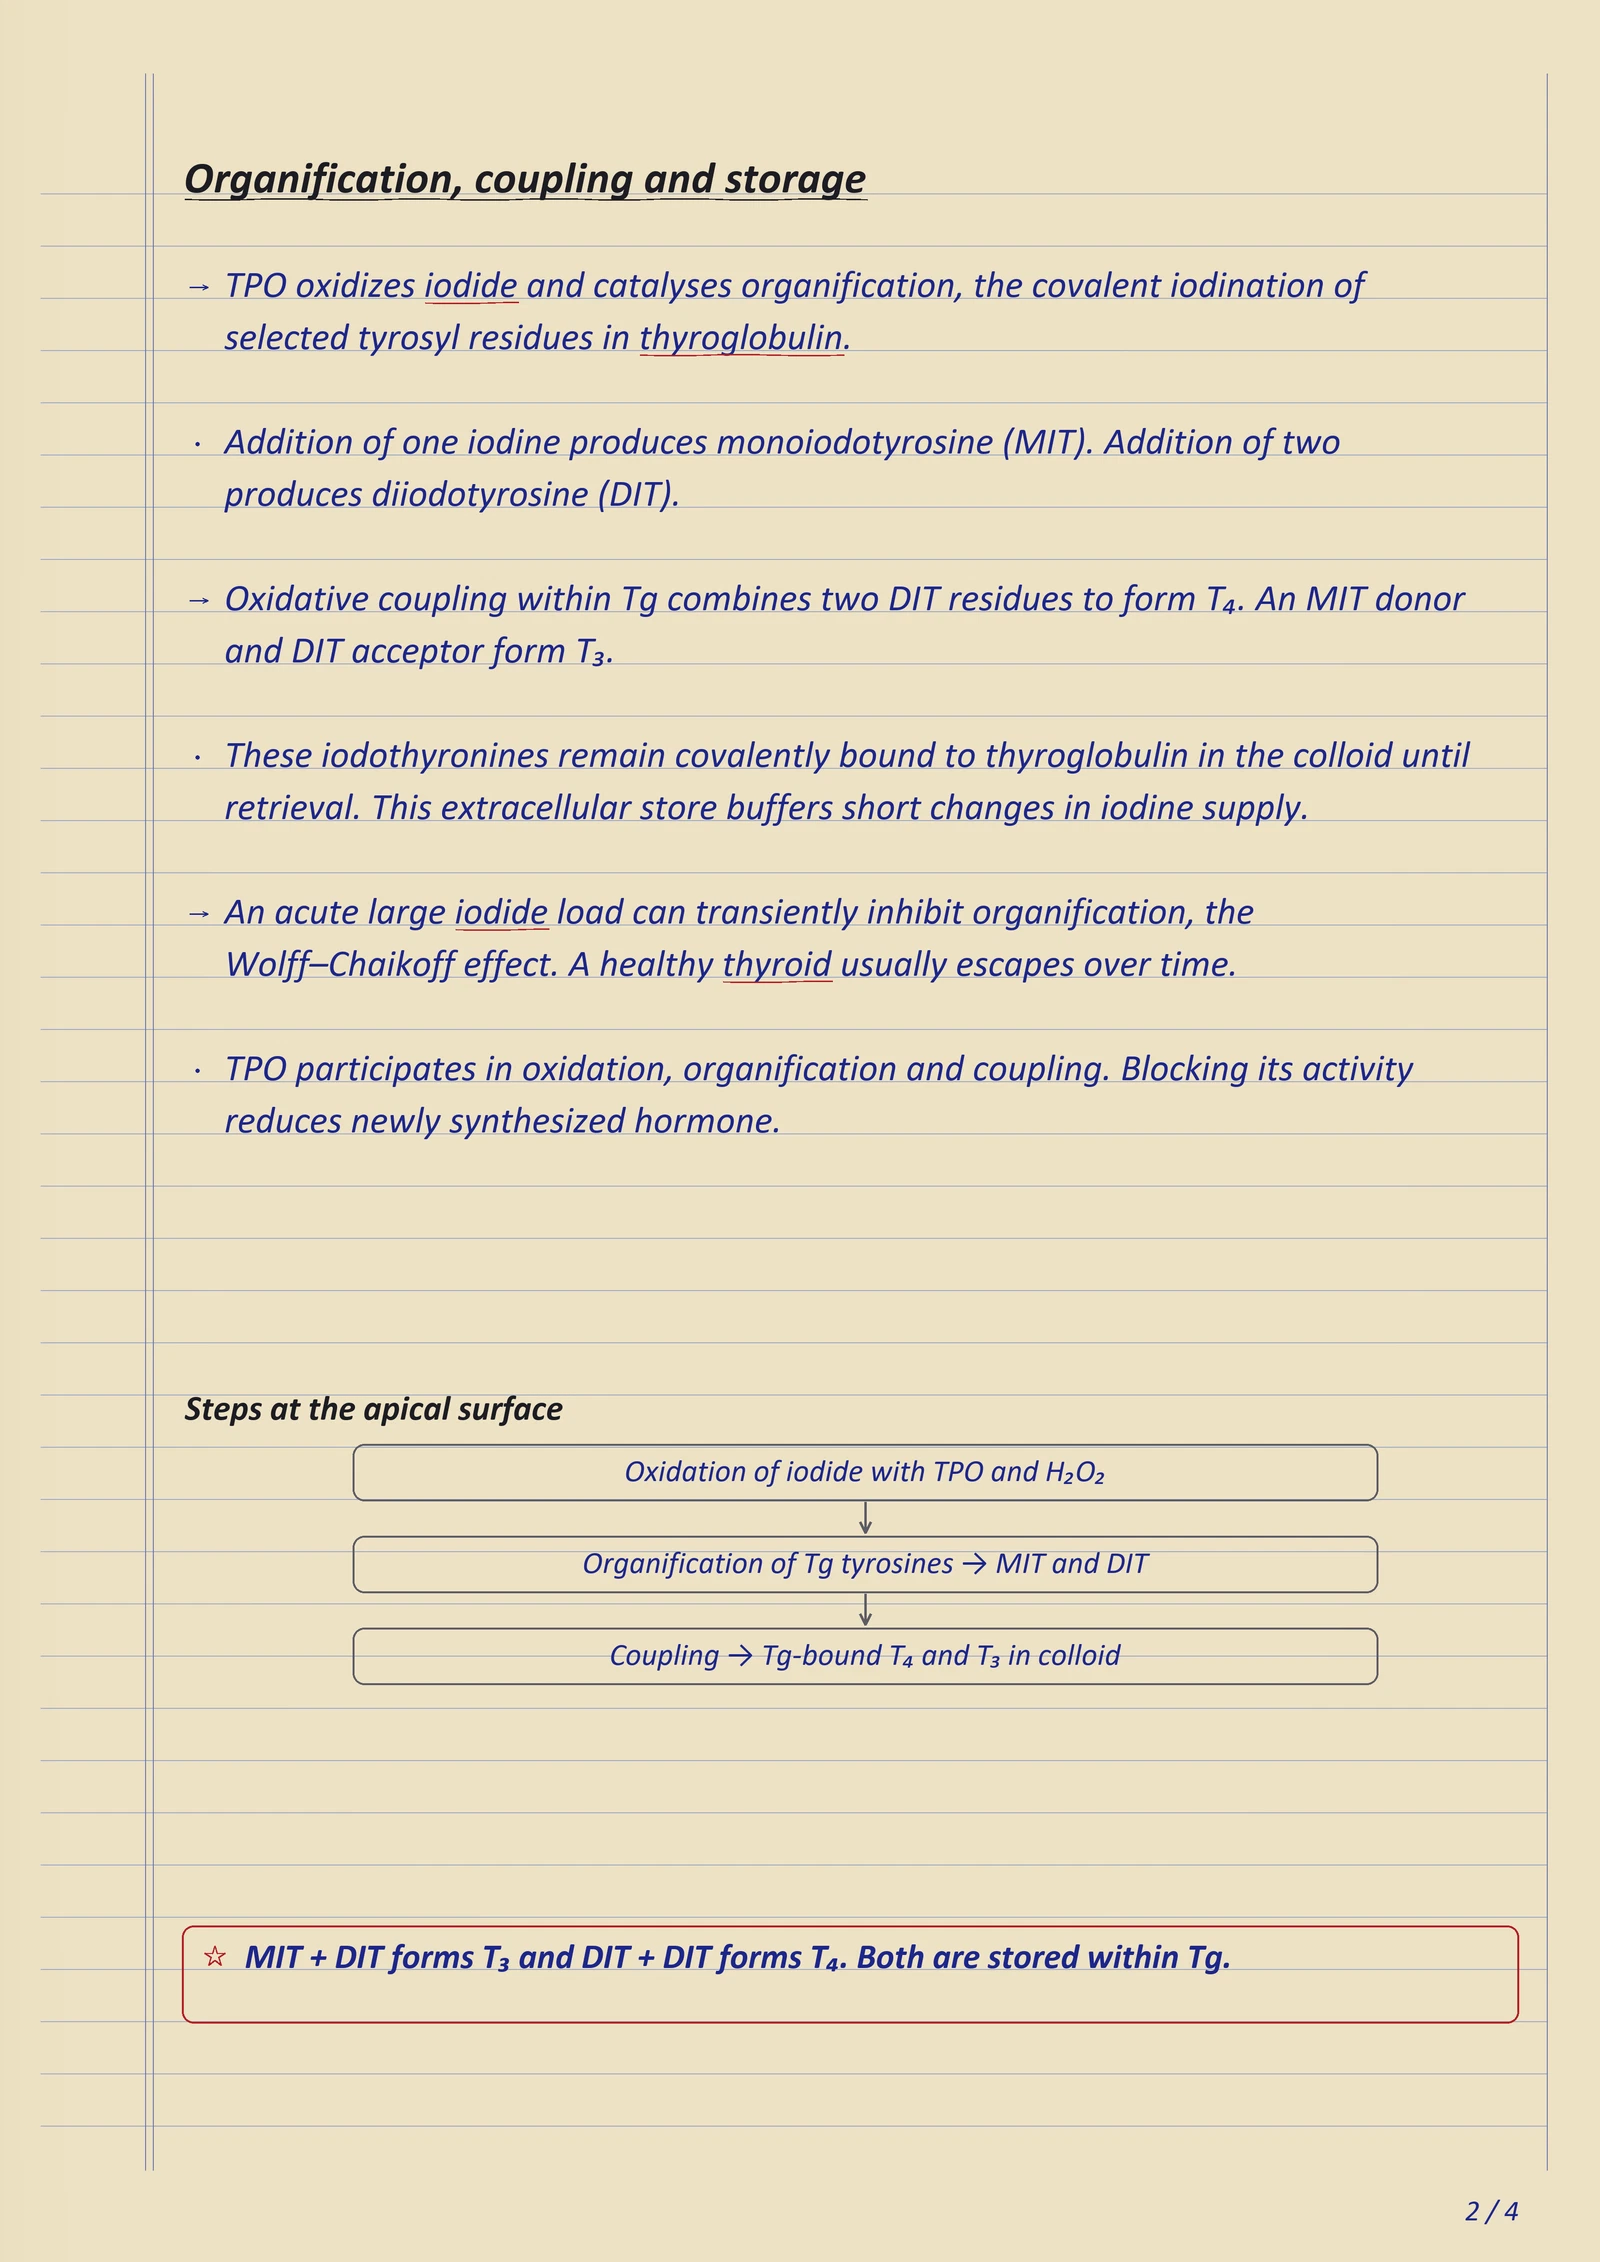 Organification, coupling and storage
→ TPO oxidizes iodide and catalyses organification, the covalent iodination of
selected tyrosyl residues in thyroglobulin.
· Addition of one iodine produces monoiodotyrosine (MIT). Addition of two
produces diiodotyrosine (DIT).
→ Oxidative coupling within Tg combines two DIT residues to form T₄. An MIT donor
and DIT acceptor form T₃.
· These iodothyronines remain covalently bound to thyroglobulin in the colloid until
retrieval. This extracellular store buffers short changes in iodine supply.
→ An acute large iodide load can transiently inhibit organification, the
Wolff–Chaikoff effect. A healthy thyroid usually escapes over time.
· TPO participates in oxidation, organification and coupling. Blocking its activity
reduces newly synthesized hormone.
Steps at the apical surface
Oxidation of iodide with TPO and H₂O₂
Organification of Tg tyrosines → MIT and DIT
Coupling → Tg-bound T₄ and T₃ in colloid
☆ MIT + DIT forms T₃ and DIT + DIT forms T₄. Both are stored within Tg.
2 / 4